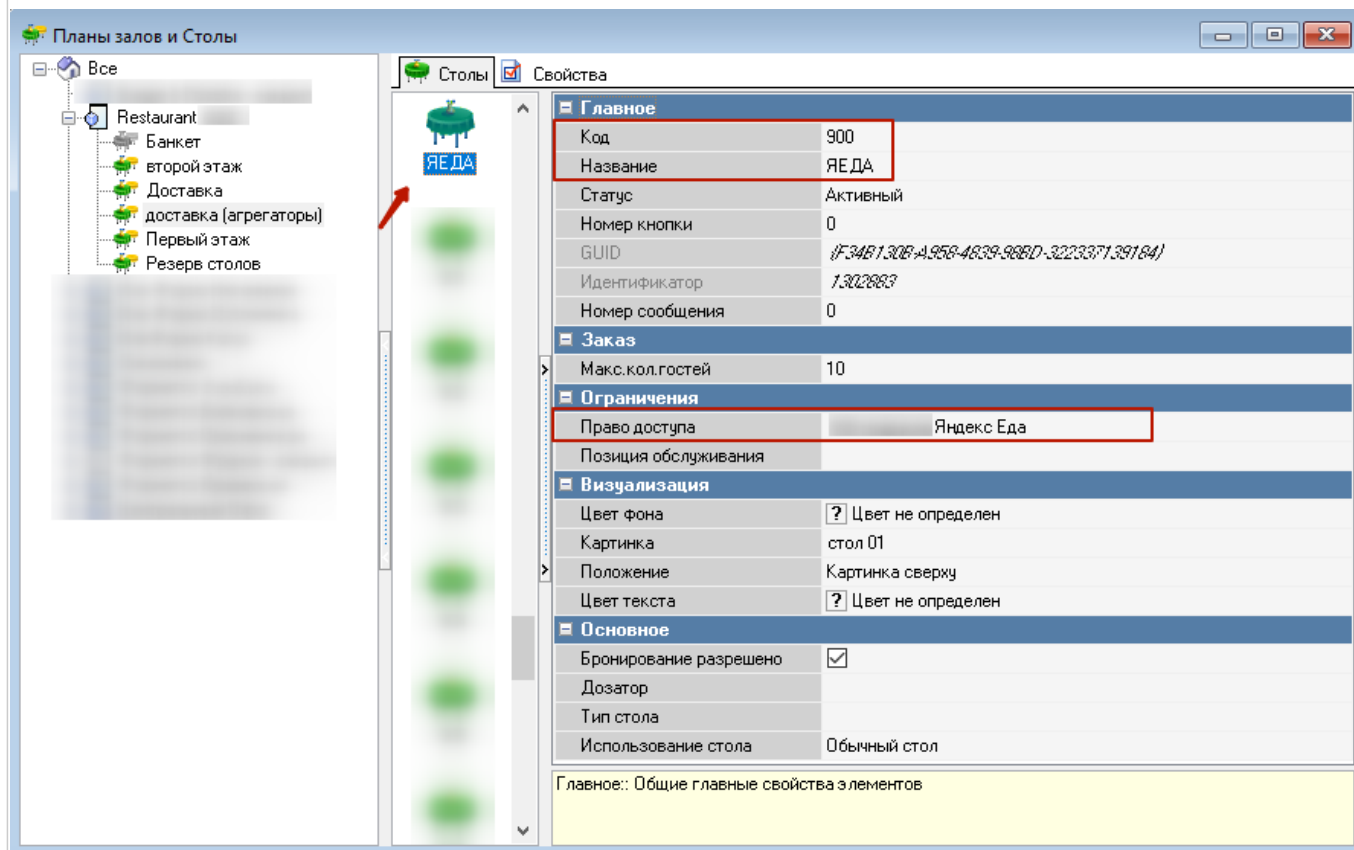 Планы залов и Столы
Все
Restaurant
Банкет
второй этаж
Доставка
доставка (агрегаторы)
Первый этаж
Резерв столов
Столы Свойства
ЯЕДА
Главное
Код 900
Название ЯЕДА
Статус Активный
Номер кнопки 0
GUID
Идентификатор 1302883
Номер сообщения 0
Заказ
Макс.кол.гостей 10
Ограничения
Право доступа Яндекс Еда
Позиция обслуживания
Визуализация
Цвет фона ? Цвет не определен
Картинка стол 01
Положение Картинка сверху
Цвет текста ? Цвет не определен
Основное
Бронирование разрешено
Дозатор
Тип стола
Использование стола Обычный стол
Главное:: Общие главные свойства элементов